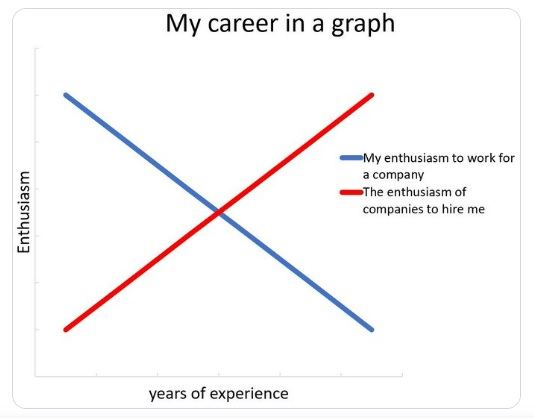 My career in a graph
Enthusiasm
My enthusiasm to work for
a company
The enthusiasm of
companies to hire me
years of experience